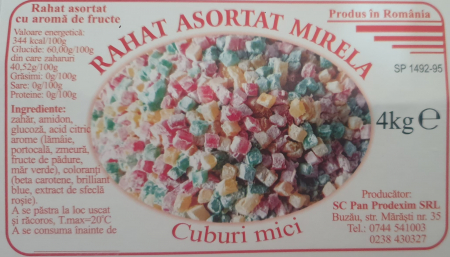 Rahat asortat
cu aromă de fructe
Valoare energetică:
344 kcal/100g
Glucide: 60,00g/100g
din care zaharuri
40,52g/100g
Grăsimi: 0g/100g
Sare: 0g/100g
Proteine: 0g/100g
Ingrediente:
zahăr, amidon,
glucoză, acid citric
arome (lămâie,
portocală, zmeură,
fructe de pădure,
măr verde), coloranți
(beta carotene, brilliant
blue, extract de sfeclă
roșie).
A se păstra la loc uscat
și răcoros, T.max=20°C
A se consuma înainte de
RAHAT ASORTAT MIRELA
Cuburi mici
Produs în România
SP 1492-95
4kg e
Producător:
SC Pan Prodexim SRL
Buzău, str. Mărăști nr. 35
Tel.: 0744 541003
0238 430327